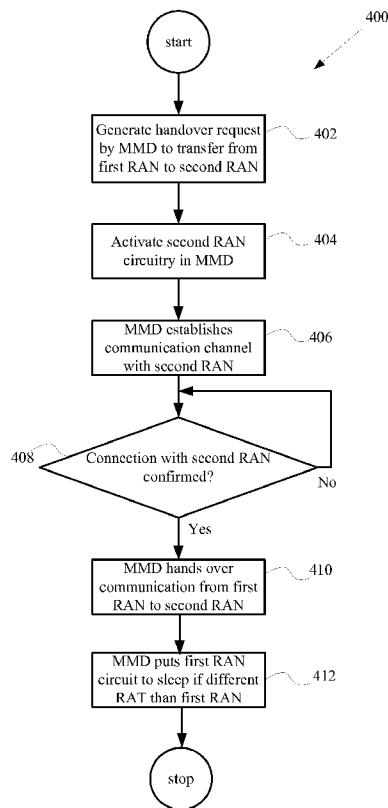 start
400
Generate handover request
by MMD to transfer from
first RAN to second RAN
402
Activate second RAN
circuitry in MMD
404
MMD establishes
communication channel
with second RAN
406
408
Connection with second RAN
confirmed?
No
Yes
MMD hands over
communication from first
RAN to second RAN
410
MMD puts first RAN
circuit to sleep if different
RAT than first RAN
412
stop